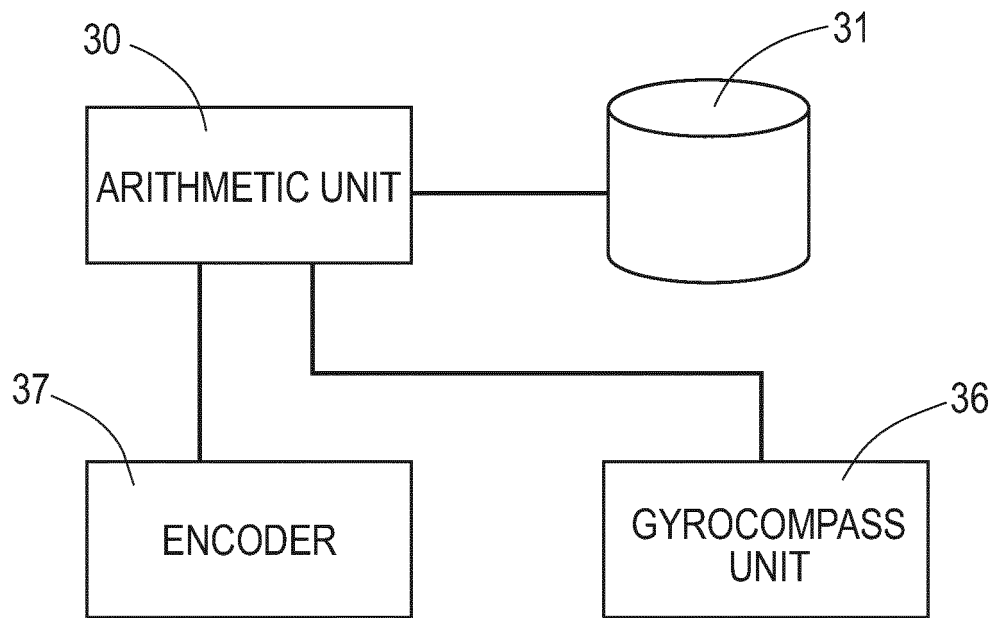 30
31
ARITHMETIC UNIT
37
36
ENCODER
GYROCOMPASS
UNIT